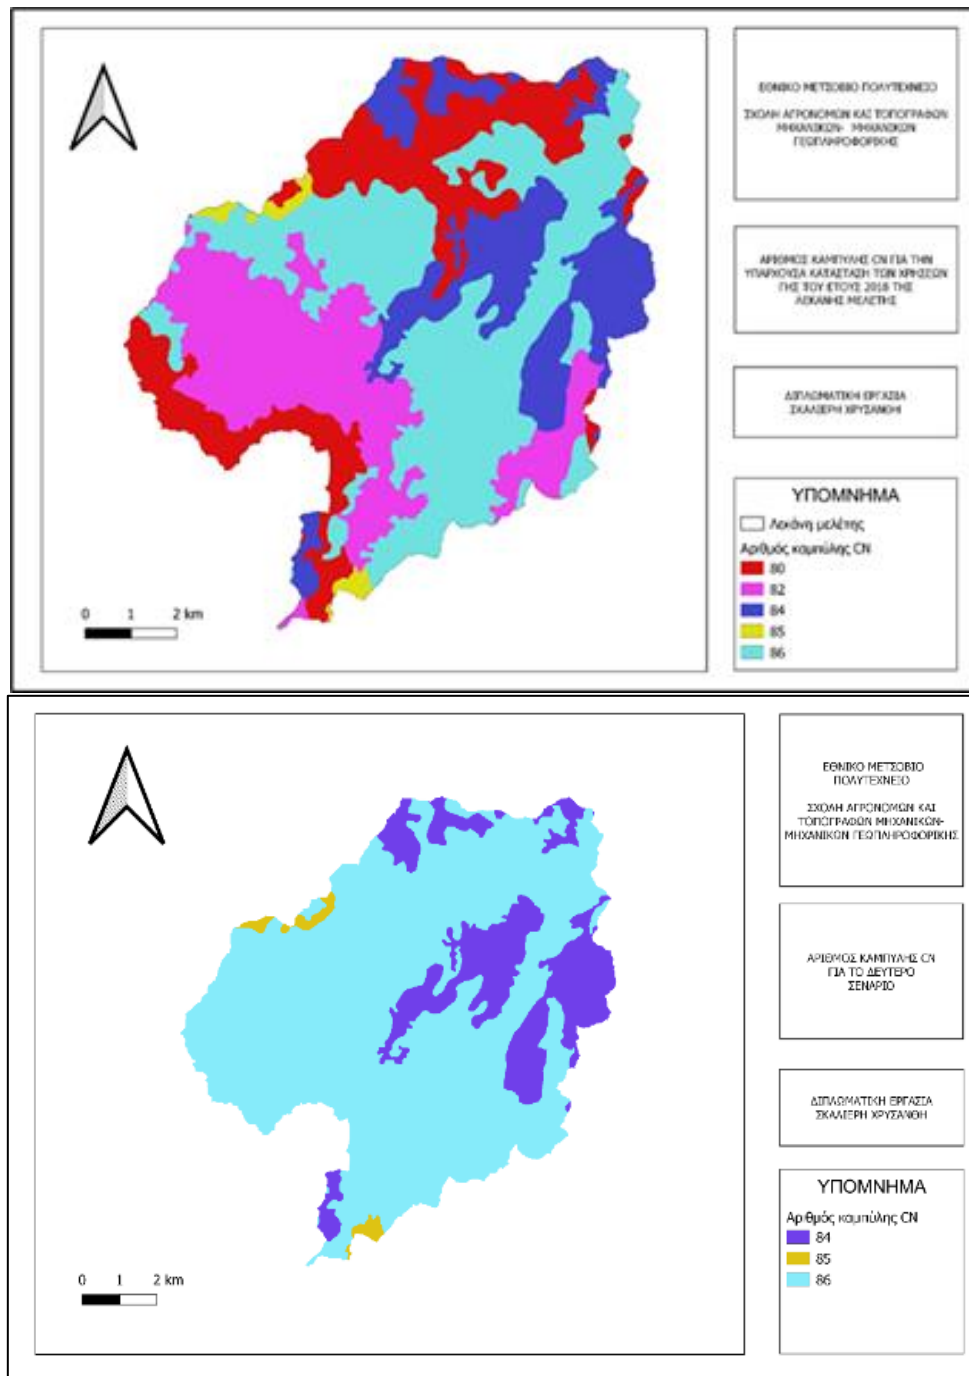 ΕΘΝΙΚΟ ΜΕΤΣΟΒΙΟ ΠΟΛΥΤΕΧΝΕΙΟ
ΣΧΟΛΗ ΑΓΡΟΝΟΜΩΝ ΚΑΙ ΤΟΠΟΓΡΑΦΩΝ
ΜΗΧΑΝΙΚΩΝ- ΜΗΧΑΝΙΚΩΝ
ΓΕΩΠΛΗΡΟΦΟΡΙΚΗΣ
ΑΡΙΘΜΟΣ ΚΑΜΠΥΛΗΣ CN ΓΙΑ ΤΗΝ
ΥΠΑΡΧΟΥΣΑ ΚΑΤΑΣΤΑΣΗ ΤΩΝ ΧΡΗΣΕΩΝ
ΓΗΣ ΤΟΥ ΕΤΟΥΣ 2018 ΤΗΣ
ΛΕΚΑΝΗΣ ΜΕΛΕΤΗΣ
ΔΙΠΛΩΜΑΤΙΚΗ ΕΡΓΑΣΙΑ
ΣΚΑΛΙΕΡΗ ΧΡΥΣΑΝΘΗ
ΥΠΟΜΝΗΜΑ
Λεκάνη μελέτης
Αριθμός καμπύλης CN
80
82
84
85
86
0 1 2 km
ΕΘΝΙΚΟ ΜΕΤΣΟΒΙΟ
ΠΟΛΥΤΕΧΝΕΙΟ
ΣΧΟΛΗ ΑΓΡΟΝΟΜΩΝ ΚΑΙ
ΤΟΠΟΓΡΑΦΩΝ ΜΗΧΑΝΙΚΩΝ-
ΜΗΧΑΝΙΚΩΝ ΓΕΩΠΛΗΡΟΦΟΡΙΚΗΣ
ΑΡΙΘΜΟΣ ΚΑΜΠΥΛΗΣ CN
ΓΙΑ ΤΟ ΔΕΥΤΕΡΟ
ΣΕΝΑΡΙΟ
ΔΙΠΛΩΜΑΤΙΚΗ ΕΡΓΑΣΙΑ
ΣΚΑΛΙΕΡΗ ΧΡΥΣΑΝΘΗ
ΥΠΟΜΝΗΜΑ
Αριθμός καμπύλης CN
84
85
86
0 1 2 km